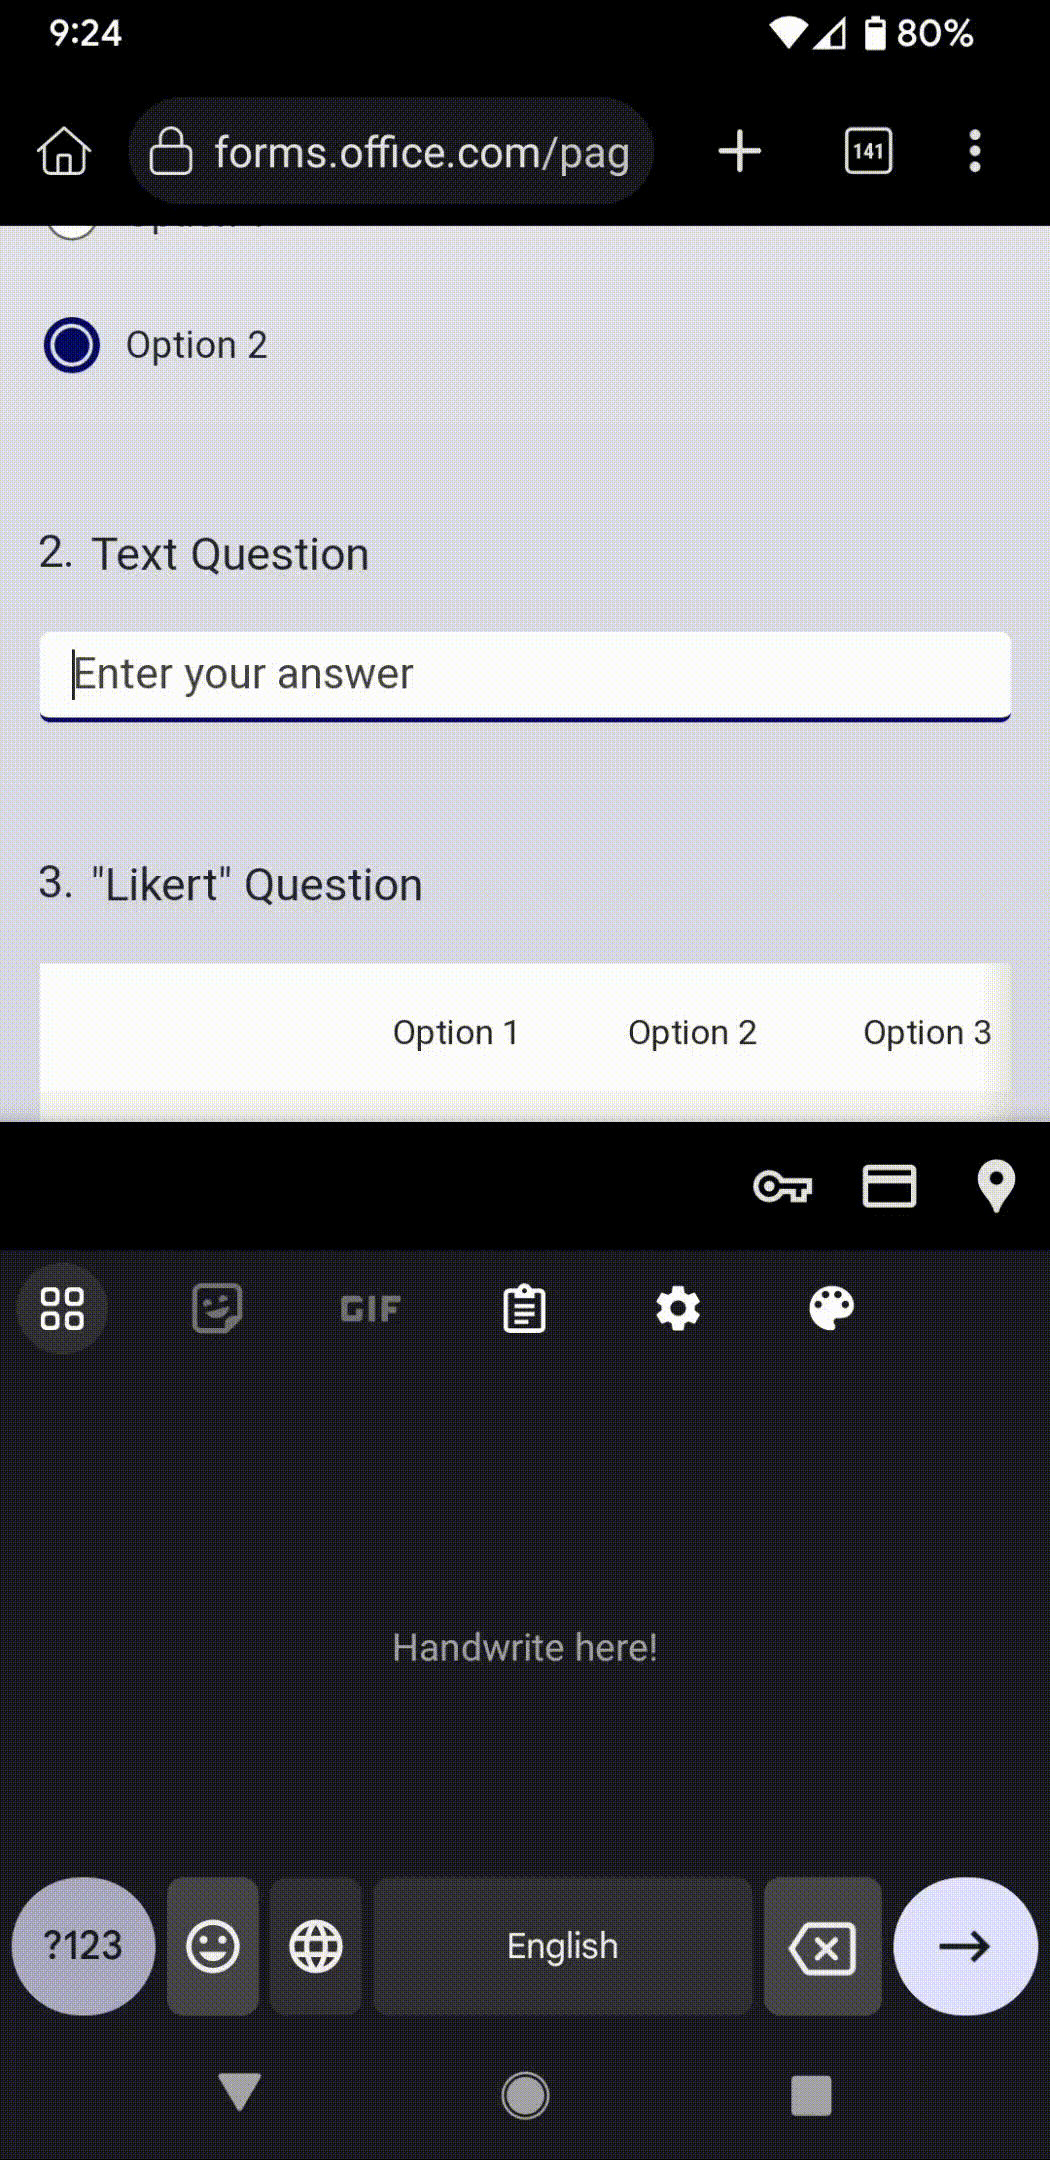 9:24
80%
forms.office.com/pag
141
Option 2
2. Text Question
Enter your answer
3. "Likert" Question
Option 1 Option 2 Option 3
GIF
Handwrite here!
?123
English